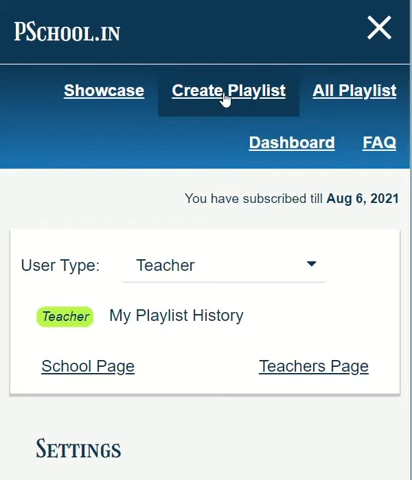 PSchool.in
Showcase Create Playlist All Playlist
Dashboard FAQ
You have subscribed till Aug 6, 2021
User Type: Teacher
Teacher My Playlist History
School Page Teachers Page
Settings